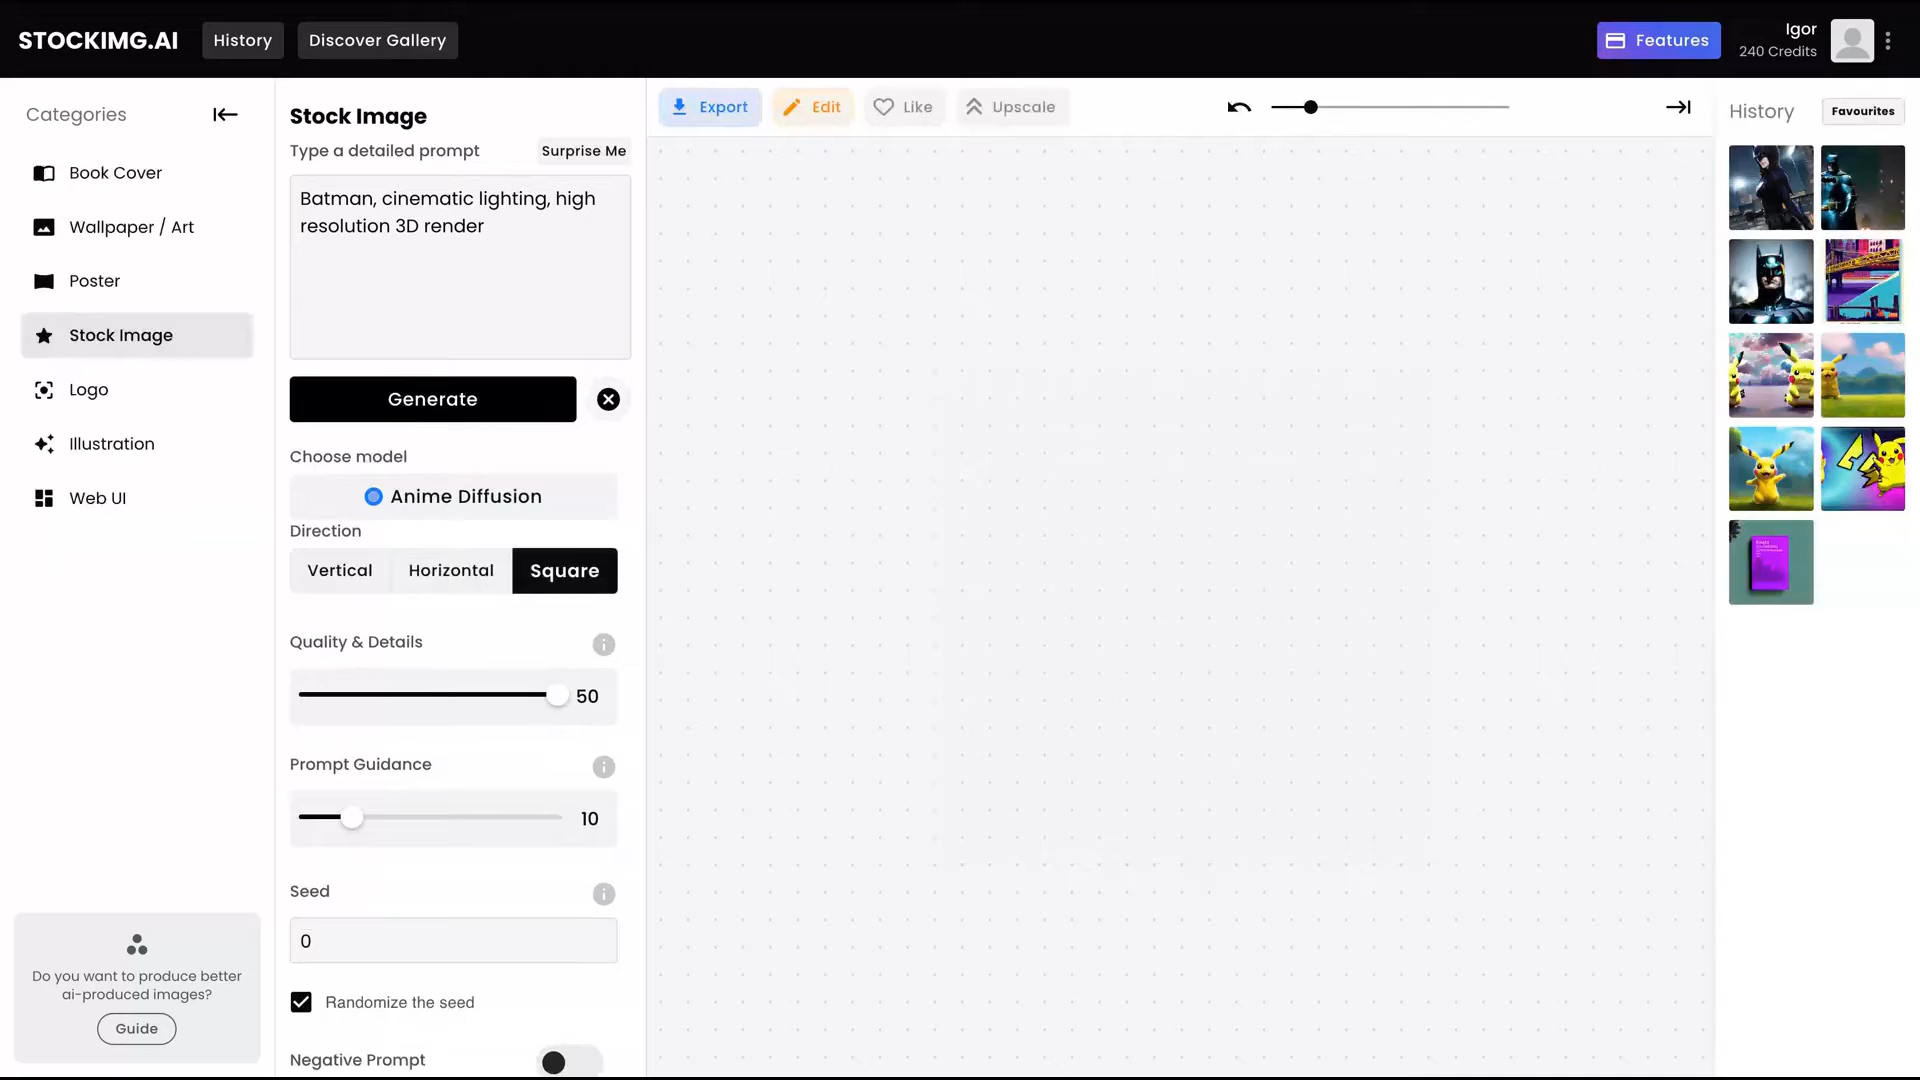 STOCKIMG.AI
History
Discover Gallery
Features
Igor
240 Credits
Categories
Book Cover
Wallpaper / Art
Poster
Stock Image
Logo
Illustration
Web UI
Do you want to produce better
ai-produced images?
Guide
Stock Image
Type a detailed prompt
Surprise Me
Batman, cinematic lighting, high
resolution 3D render
Generate
Choose model
Anime Diffusion
Direction
Vertical
Horizontal
Square
Quality & Details
50
Prompt Guidance
10
Seed
0
Randomize the seed
Negative Prompt
Export
Edit
Like
Upscale
History
Favourites